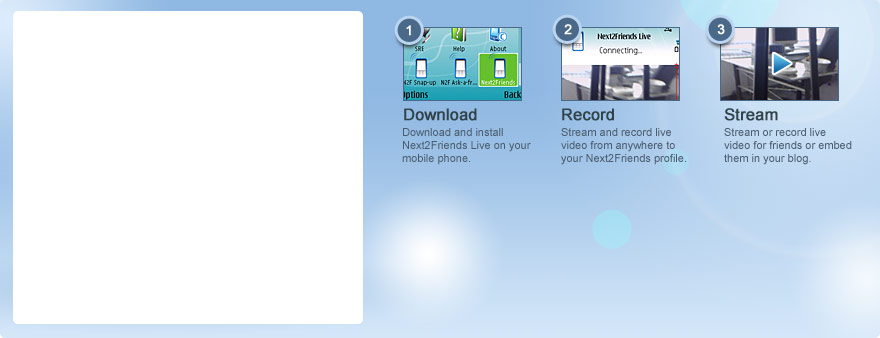 1
SRE Help About
N2F Snap-up N2F Ask-a-fr... Next2Friends
Options Back
Download
Download and install
Next2Friends Live on your
mobile phone.
2
Next2Friends Live
Connecting...
Record
Stream and record live
video from anywhere to
your Next2Friends profile.
3
Stream
Stream or record live
video for friends or embed
them in your blog.